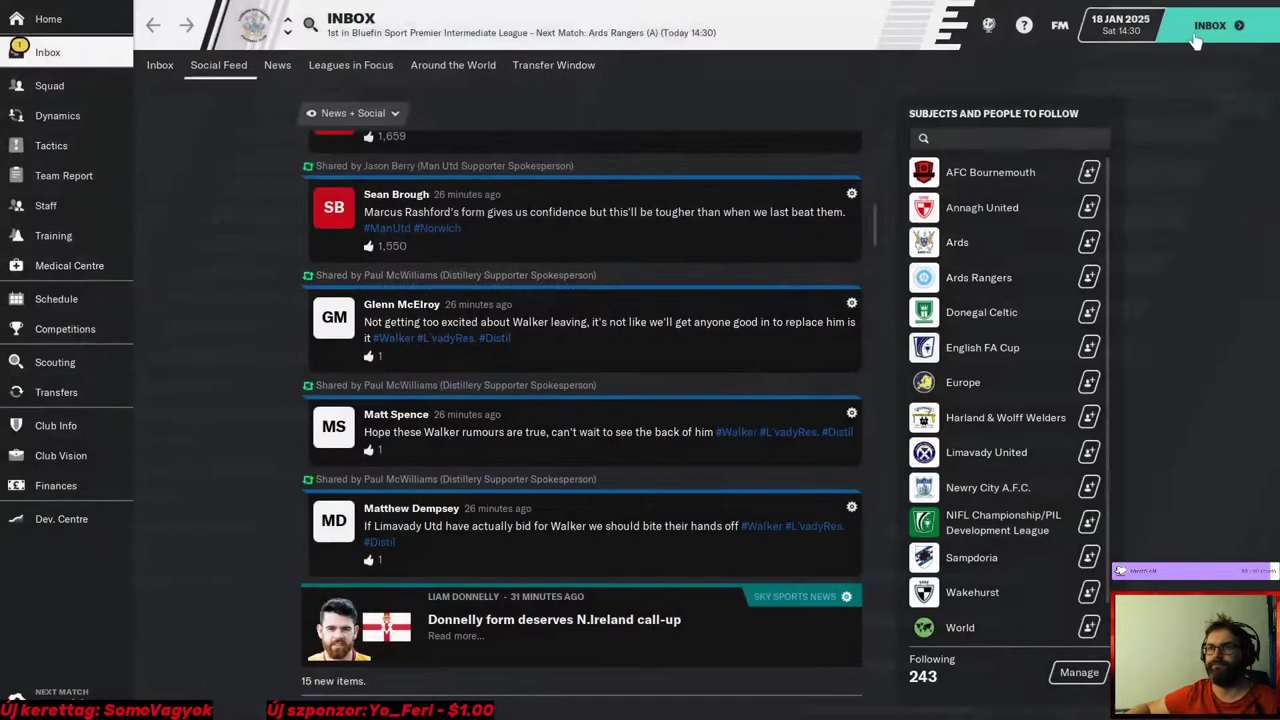 Home
INBOX
1st in Bluefin Sport Premier Intermediate League - Next Match: Ards Rangers (A) (Today 14:30)
FM
18 JAN 2025
Sat 14:30
INBOX
1
Inbox
Squad
Dynamics
Tactics
Team Report
Staff
Training
Medical Centre
Schedule
Competitions
Scouting
Transfers
Club Info
Club Vision
Finances
Dev. Centre
NEXT MATCH
Inbox
Social Feed
News
Leagues in Focus
Around the World
Transfer Window
News + Social
1,659
Shared by Jason Berry (Man Utd Supporter Spokesperson)
SB
Sean Brough 26 minutes ago
Marcus Rashford's form gives us confidence but this'll be tougher than when we last beat them.
#ManUtd #Norwich
1,550
Shared by Paul McWilliams (Distillery Supporter Spokesperson)
GM
Glenn McElroy 26 minutes ago
Not getting too excited about Walker leaving, it's not like we'll get anyone good in to replace him is
it #Walker #L'vadyRes. #Distil
1
Shared by Paul McWilliams (Distillery Supporter Spokesperson)
MS
Matt Spence 26 minutes ago
Hope these Walker rumours are true, can't wait to see the back of him #Walker #L'vadyRes. #Distil
1
Shared by Paul McWilliams (Distillery Supporter Spokesperson)
MD
Matthew Dempsey 26 minutes ago
If Limavady Utd have actually bid for Walker we should bite their hands off #Walker #L'vadyRes.
#Distil
1
LIAM DONNELLY - 31 MINUTES AGO
SKY SPORTS NEWS
Donnelly form deserves N.Ireland call-up
Read more...
15 new items.
SUBJECTS AND PEOPLE TO FOLLOW
AFC Bournemouth
Annagh United
Ards
Ards Rangers
Donegal Celtic
English FA Cup
Europe
Harland & Wolff Welders
Limavady United
Newry City A.F.C.
NIFL Championship/PIL
Development League
Sampdoria
Wakehurst
World
Following
243
Manage
Új kerettag: SomoVagyok
Új szponzor: Yo_Feri - $1.00